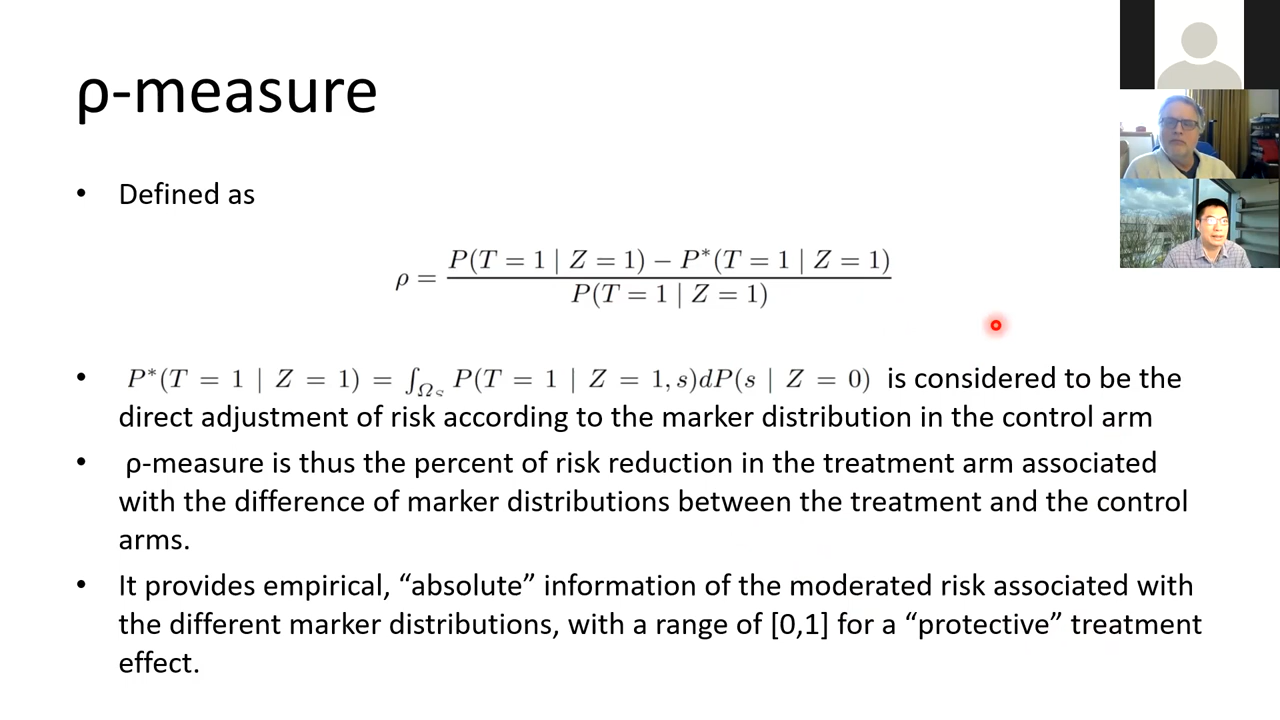 ρ-measure
• Defined as
ρ = \frac{P(T = 1 | Z = 1) − P*(T = 1 | Z = 1)}{P(T = 1 | Z = 1)}
• P*(T = 1 | Z = 1) = ∫_{Ω_S} P(T = 1 | Z = 1, s)dP(s | Z = 0) is considered to be the
direct adjustment of risk according to the marker distribution in the control arm
• ρ-measure is thus the percent of risk reduction in the treatment arm associated
with the difference of marker distributions between the treatment and the control
arms.
• It provides empirical, “absolute” information of the moderated risk associated with
the different marker distributions, with a range of [0,1] for a “protective” treatment
effect.